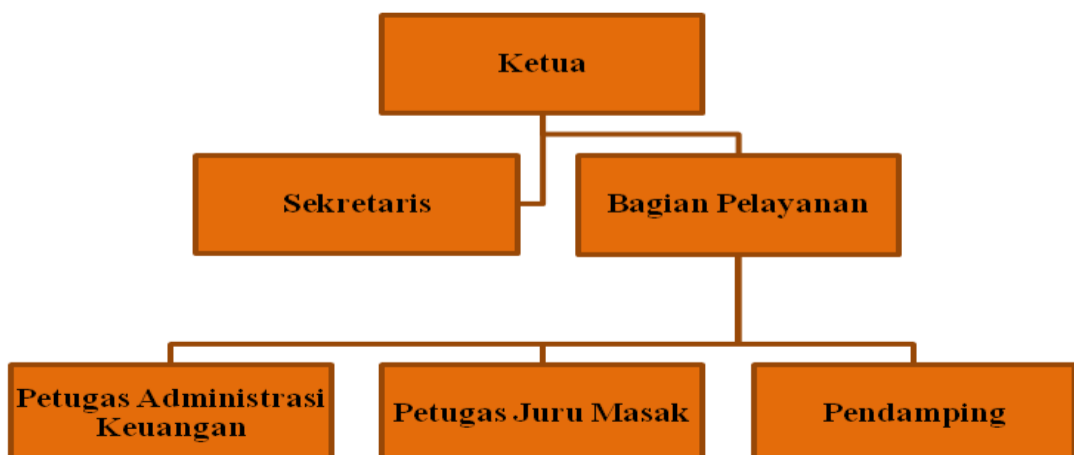 Ketua
Sekretaris
Bagian Pelayanan
Petugas Administrasi
Keuangan
Petugas Juru Masak
Pendamping